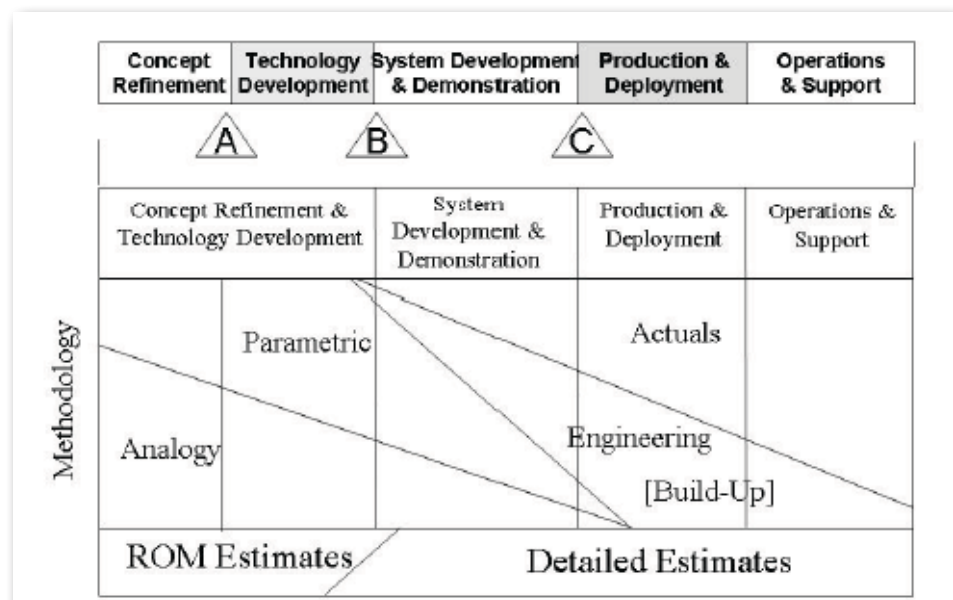 Concept Refinement
Technology Development
System Development & Demonstration
Production & Deployment
Operations & Support
A
B
C
Concept Refinement &
Technology Development
System
Development &
Demonstration
Production &
Deployment
Operations &
Support
Methodology
Parametric
Actuals
Analogy
Engineering
[Build-Up]
ROM Estimates
Detailed Estimates